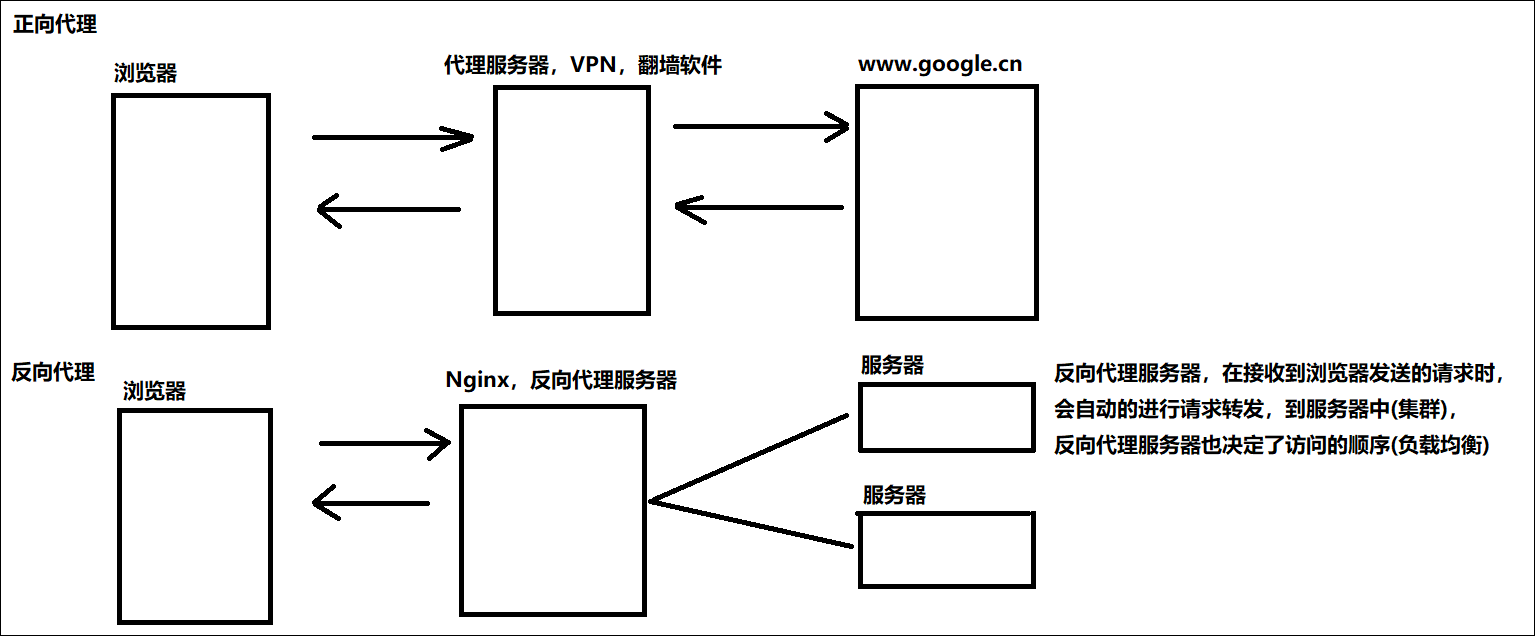 正向代理
浏览器
代理服务器，VPN，翻墙软件
www.google.cn
反向代理
浏览器
Nginx，反向代理服务器
服务器
服务器
反向代理服务器，在接收到浏览器发送的请求时，
会自动的进行请求转发，到服务器中(集群)，
反向代理服务器也决定了访问的顺序(负载均衡)